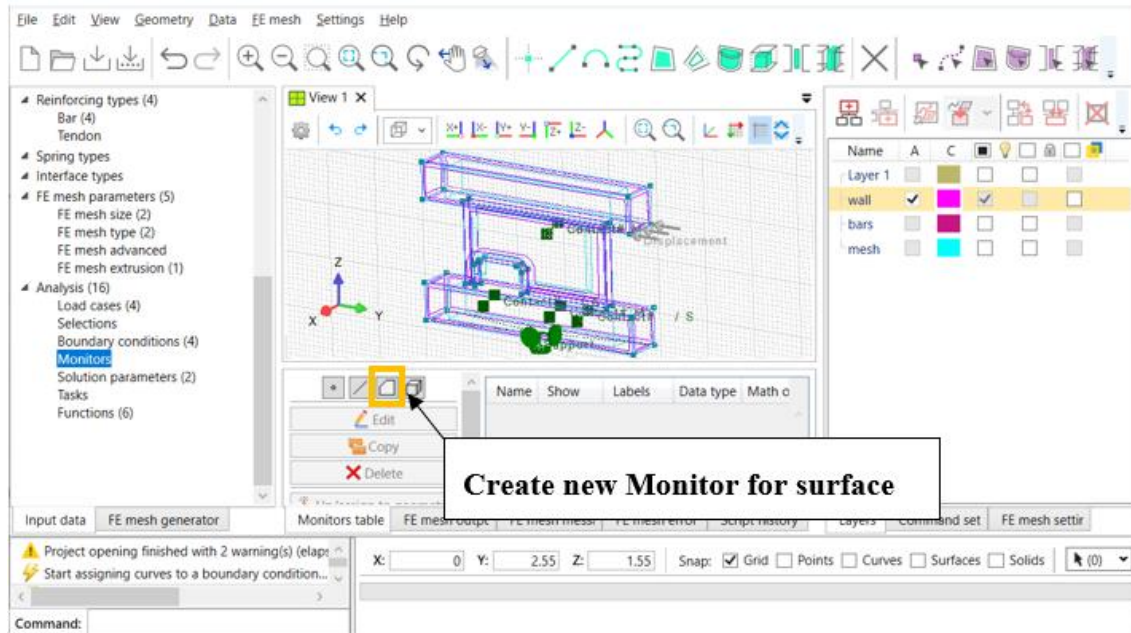 File Edit View Geometry Data FE mesh Settings Help
Reinforcing types (4)
Bar (4)
Tendon
Spring types
Interface types
FE mesh parameters (5)
FE mesh size (2)
FE mesh type (2)
FE mesh advanced
FE mesh extrusion (1)
Analysis (16)
Load cases (4)
Selections
Boundary conditions (4)
Monitors
Solution parameters (2)
Tasks
Functions (6)
Input data FE mesh generator
View 1
X+ X- Y+ Y- Z+ Z-
Displacement
Z
X Y
/ S
Edit
Copy
Delete
Name Show Labels Data type Math o
Create new Monitor for surface
Monitors table
Name A C
Layer 1
wall
bars
mesh
FE mesh settir
Project opening finished with 2 warning(s) (elaps
Start assigning curves to a boundary condition...
X: 0 Y: 2.55 Z: 1.55 Snap: Grid Points Curves Surfaces Solids (0)
Command: